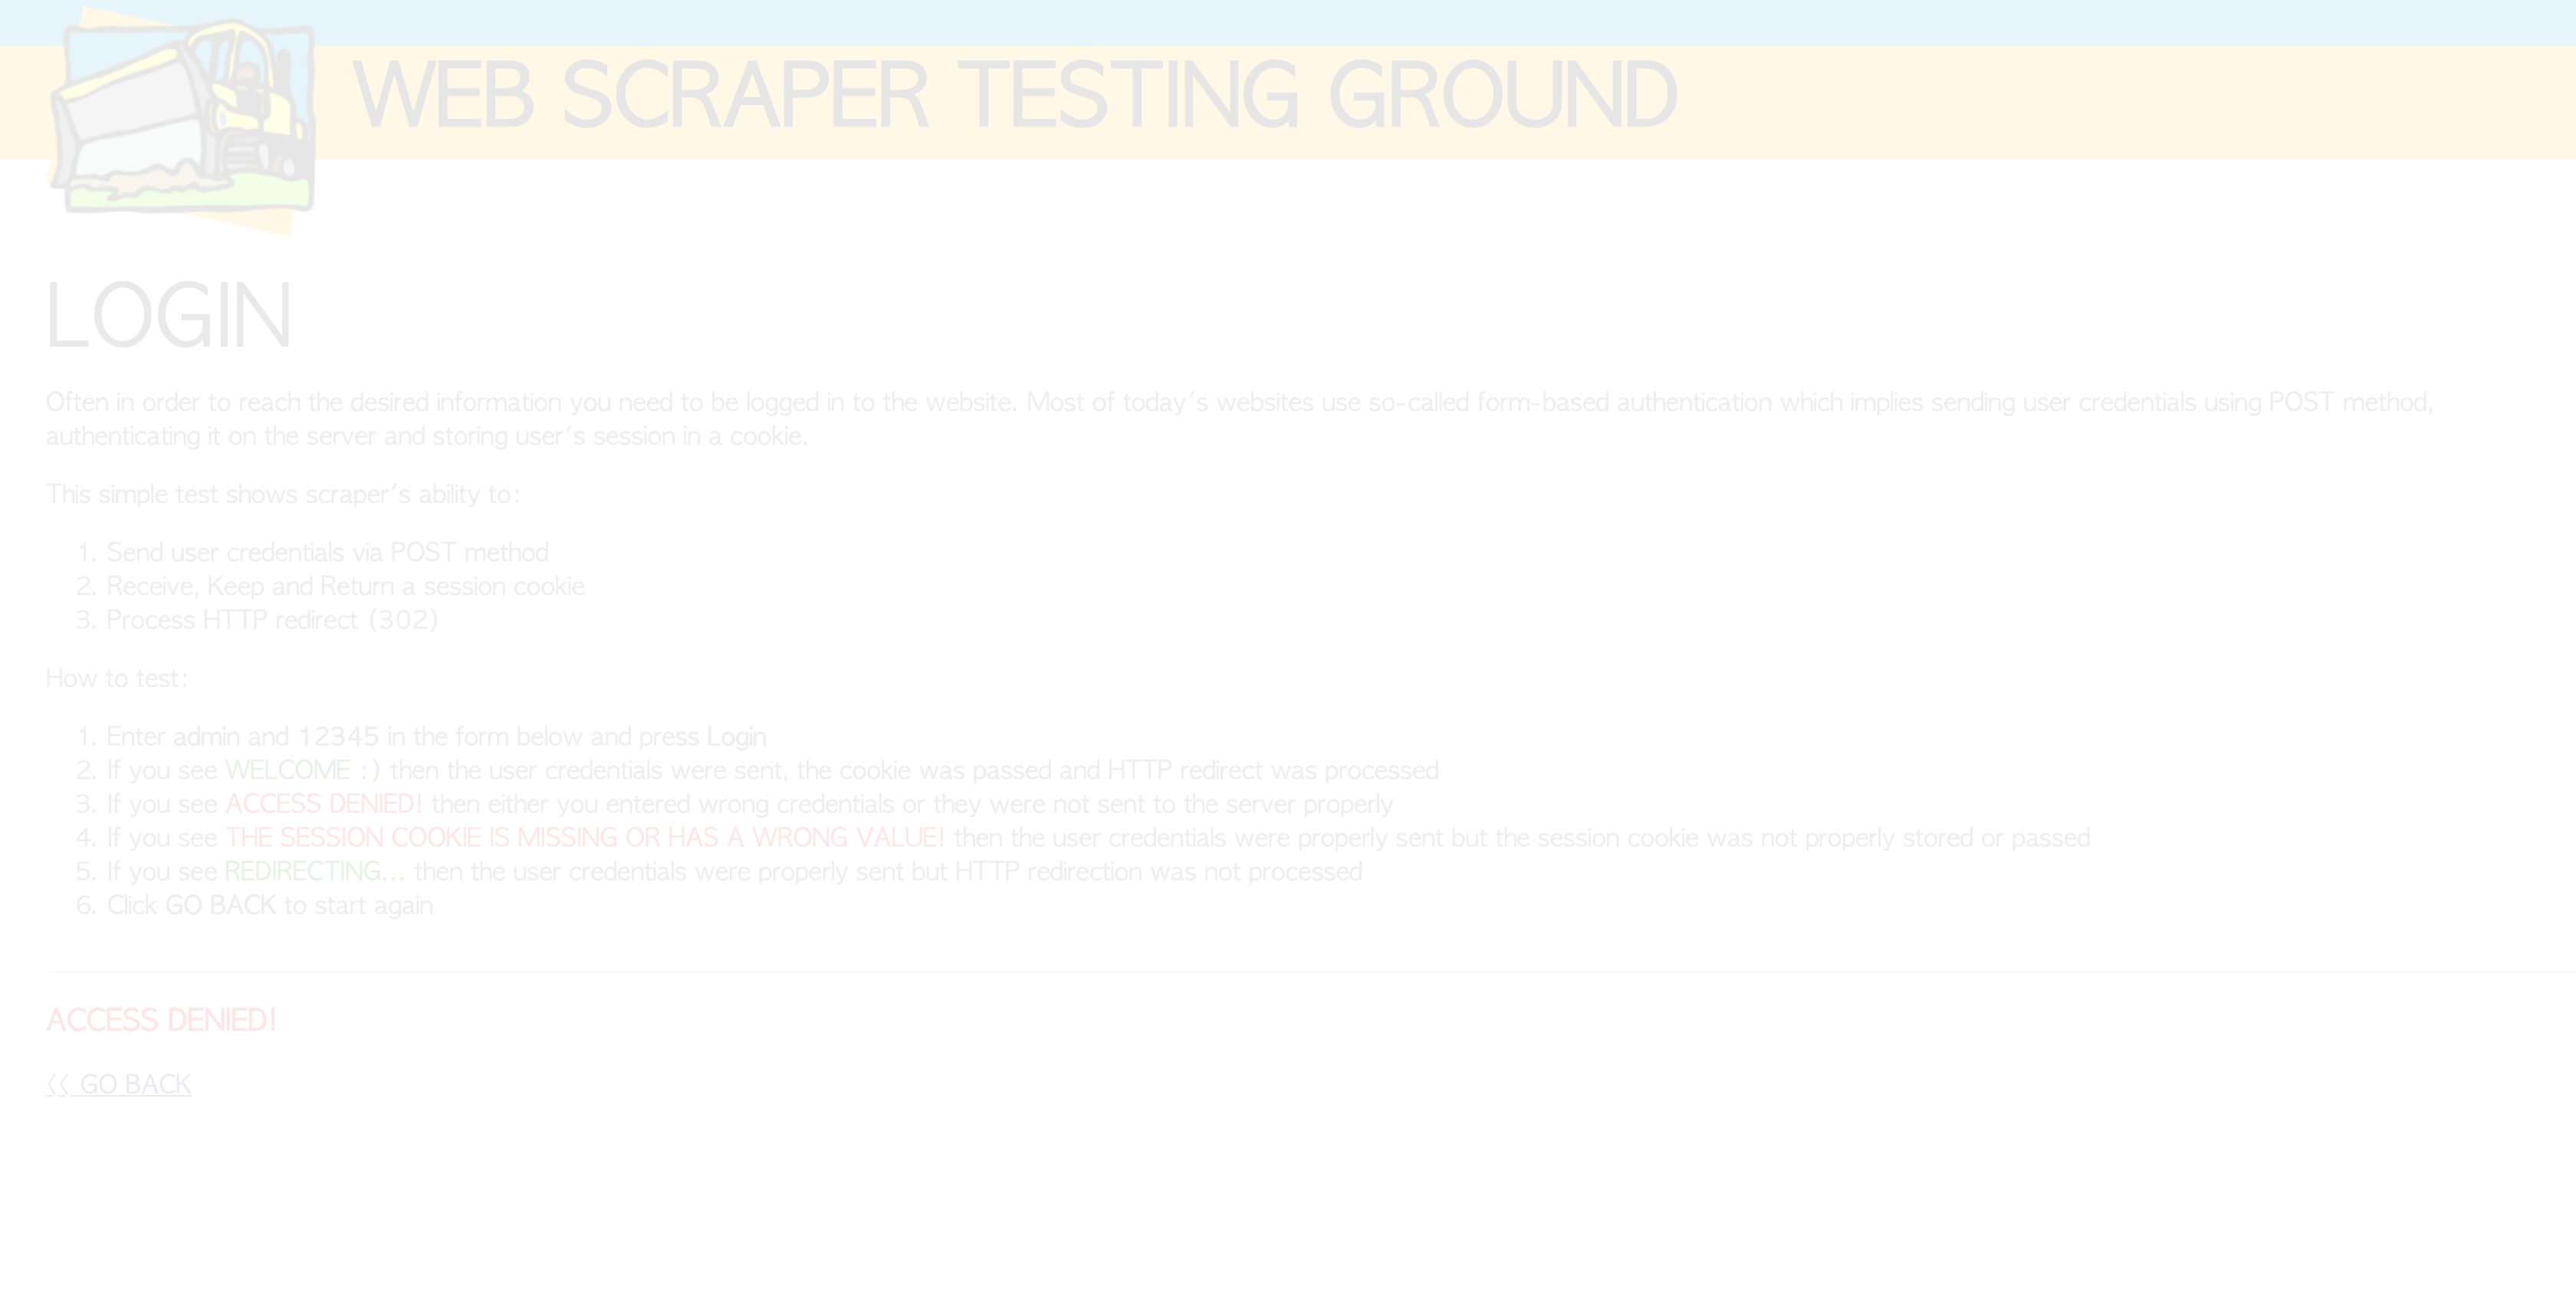 WEB SCRAPER TESTING GROUND
LOGIN
Often in order to reach the desired information you need to be logged in to the website. Most of today's websites use so-called form-based authentication which implies sending user credentials using POST method,
authenticating it on the server and storing user's session in a cookie.
This simple test shows scraper's ability to:
1. Send user credentials via POST method
2. Receive, Keep and Return a session cookie
3. Process HTTP redirect (302)
How to test:
1. Enter admin and 12345 in the form below and press Login
2. If you see WELCOME :) then the user credentials were sent, the cookie was passed and HTTP redirect was processed
3. If you see ACCESS DENIED! then either you entered wrong credentials or they were not sent to the server properly
4. If you see THE SESSION COOKIE IS MISSING OR HAS A WRONG VALUE! then the user credentials were properly sent but the session cookie was not properly stored or passed
5. If you see REDIRECTING... then the user credentials were properly sent but HTTP redirection was not processed
6. Click GO BACK to start again
ACCESS DENIED!
<< GO BACK